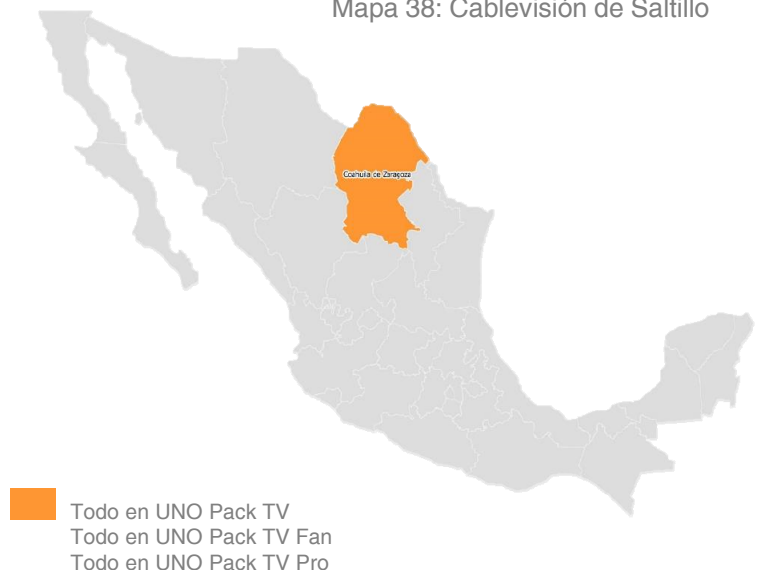 Mapa 38: Cablevisión de Saltillo
Coahuila de Zaragoza
Todo en UNO Pack TV
Todo en UNO Pack TV Fan
Todo en UNO Pack TV Pro